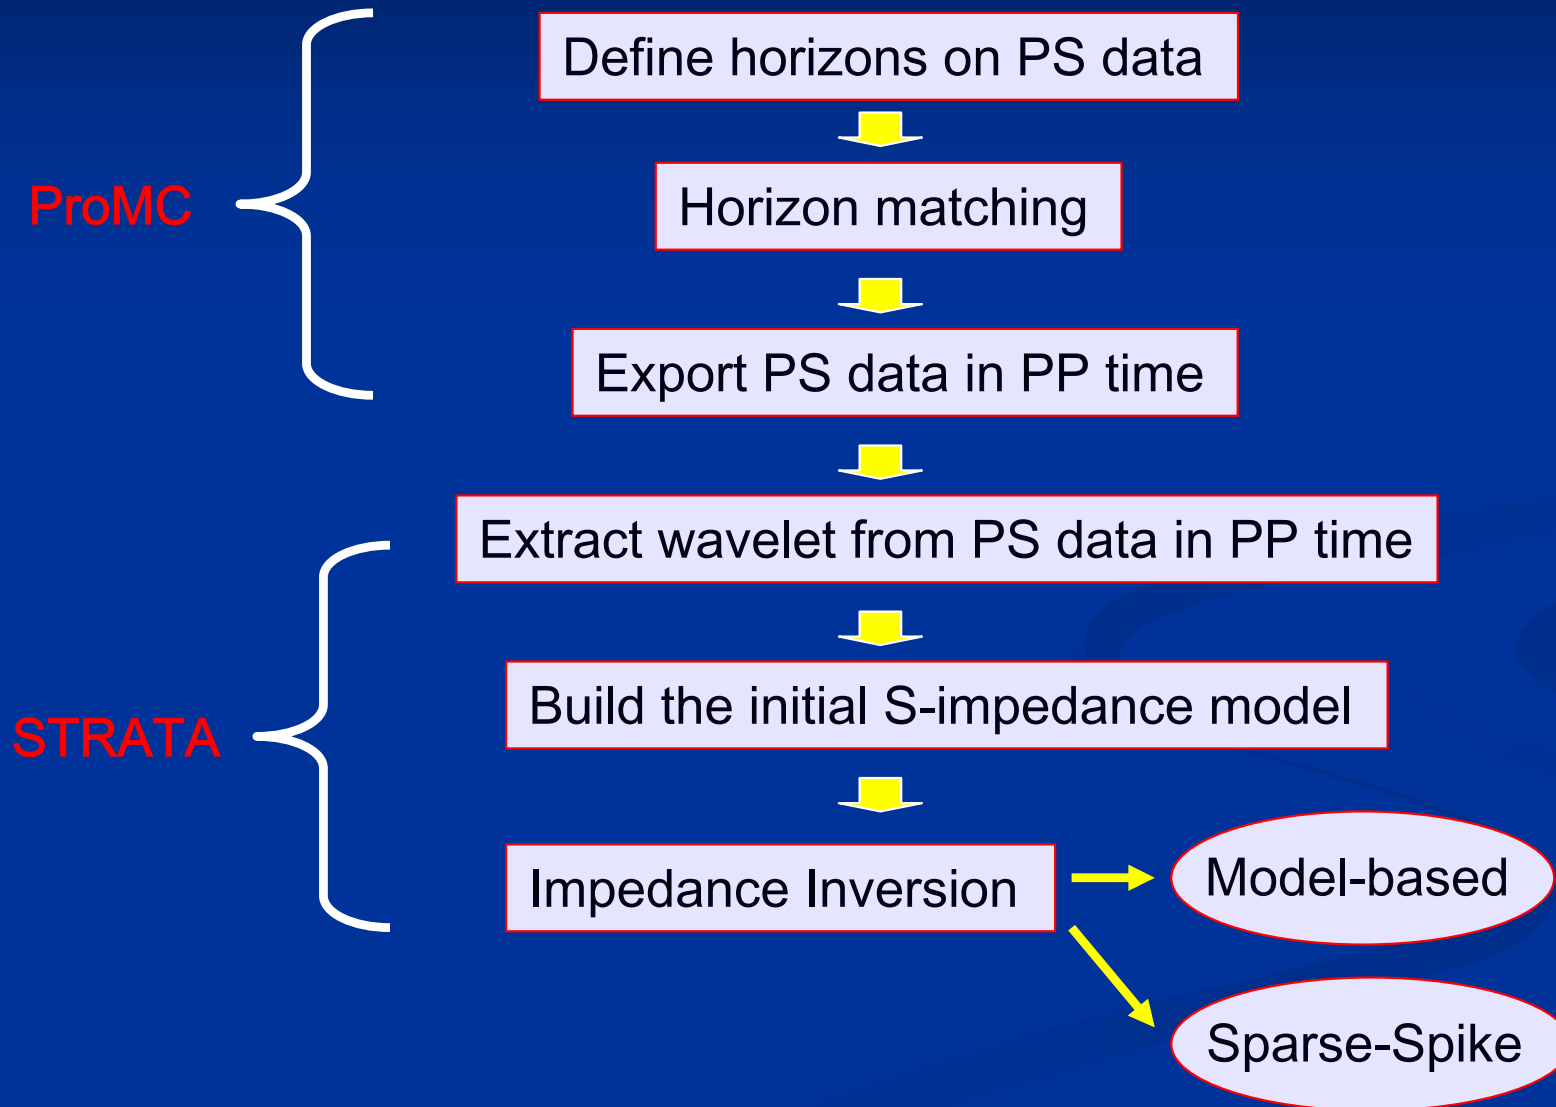 Define horizons on PS data
ProMC
Horizon matching
Export PS data in PP time
Extract wavelet from PS data in PP time
Build the initial S-impedance model
STRATA
Impedance Inversion
Model-based
Sparse-Spike